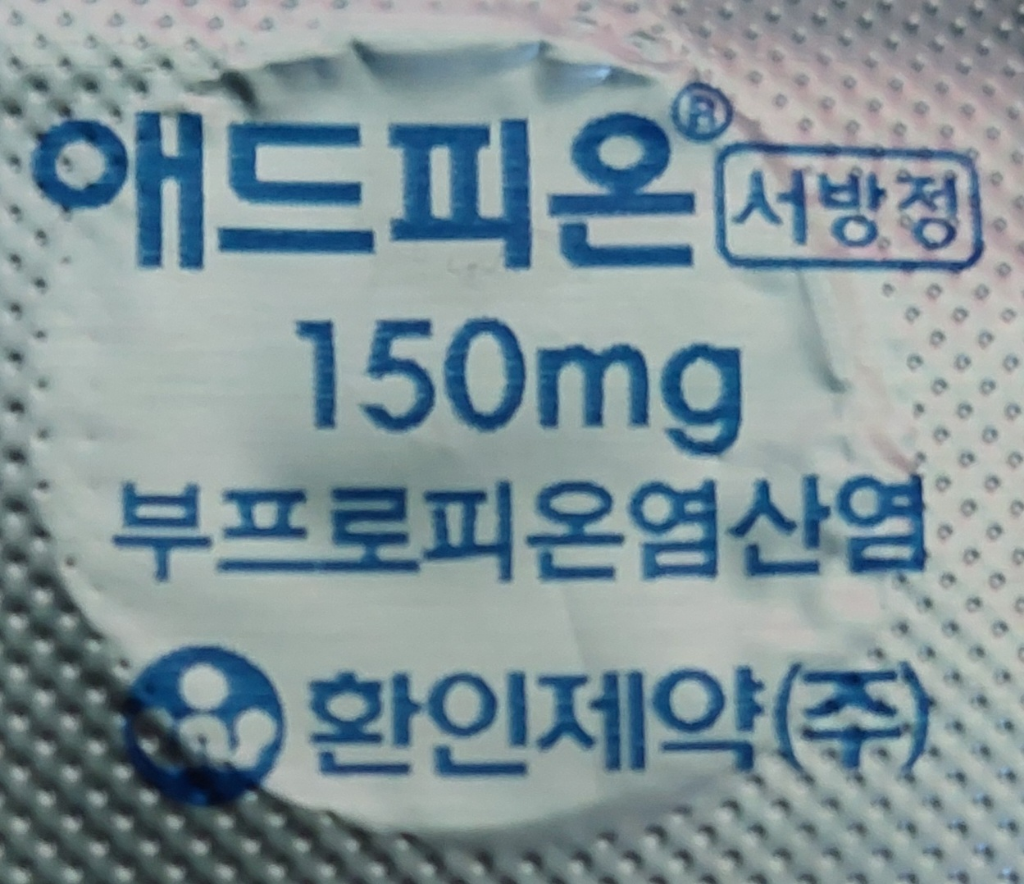 애드피온® 서방정
150mg
부프로피온염산염
환인제약(주)